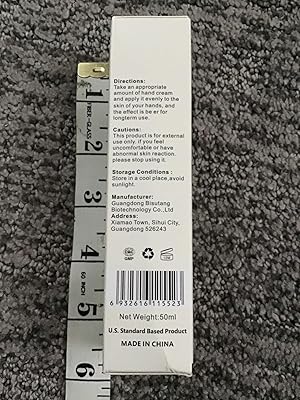 Directions:
Take an appropriate
amount of hand cream
and apply it evenly to the
skin of your hands, and
the effect is be er for
longterm use.
Cautions:
This product is for external
use only. if you feel
uncomfortable or have
abnormal skin reaction.
please stop using it.
Storage Conditions :
Store in a cool place,avoid
sunlight.
Manufacturer:
Guangdong Bisutang
Biotechnology Co.,Ltd
Address:
Xiamao Town, Sihui City,
Guangdong 526243
GMP
6 932616 115523
Net Weight:50ml
U.S. Standard Based Product
MADE IN CHINA
1
FIBER-GLASS
2
3
4
5
60 INCH
6